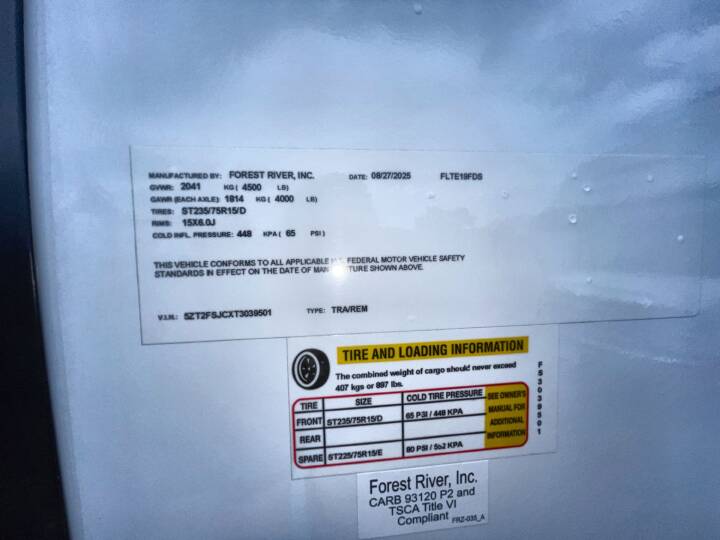 MANUFACTURED BY: FOREST RIVER, INC. DATE: 08/27/2025 FLTE19FDS
GVWR: 2041 KG ( 4500 LB)
GAWR (EACH AXLE): 1814 KG ( 4000 LB)
TIRES: ST235/75R15/D
RIMS: 15X6.0J
COLD INFL. PRESSURE: 448 KPA ( 65 PSI )
THIS VEHICLE CONFORMS TO ALL APPLICABLE FEDERAL MOTOR VEHICLE SAFETY
STANDARDS IN EFFECT ON THE DATE OF SHOWN ABOVE.
V.I.N.: 5ZT2FSJCXT3039501 TYPE: TRA/REM
TIRE AND LOADING INFORMATION
The combined weight of cargo should never exceed
407 kgs or 897 lbs.
TIRE SIZE COLD TIRE PRESSURE SEE OWNER'S
MANUAL FOR
ADDITIONAL
INFORMATION
FRONT ST235/75R15/D 65 PSI / 448 KPA
REAR
SPARE ST225/75R15/E 80 PSI / 552 KPA
FS3039501
Forest River, Inc.
CARB 93120 P2 and
TSCA Title VI
Compliant FRZ-035_A